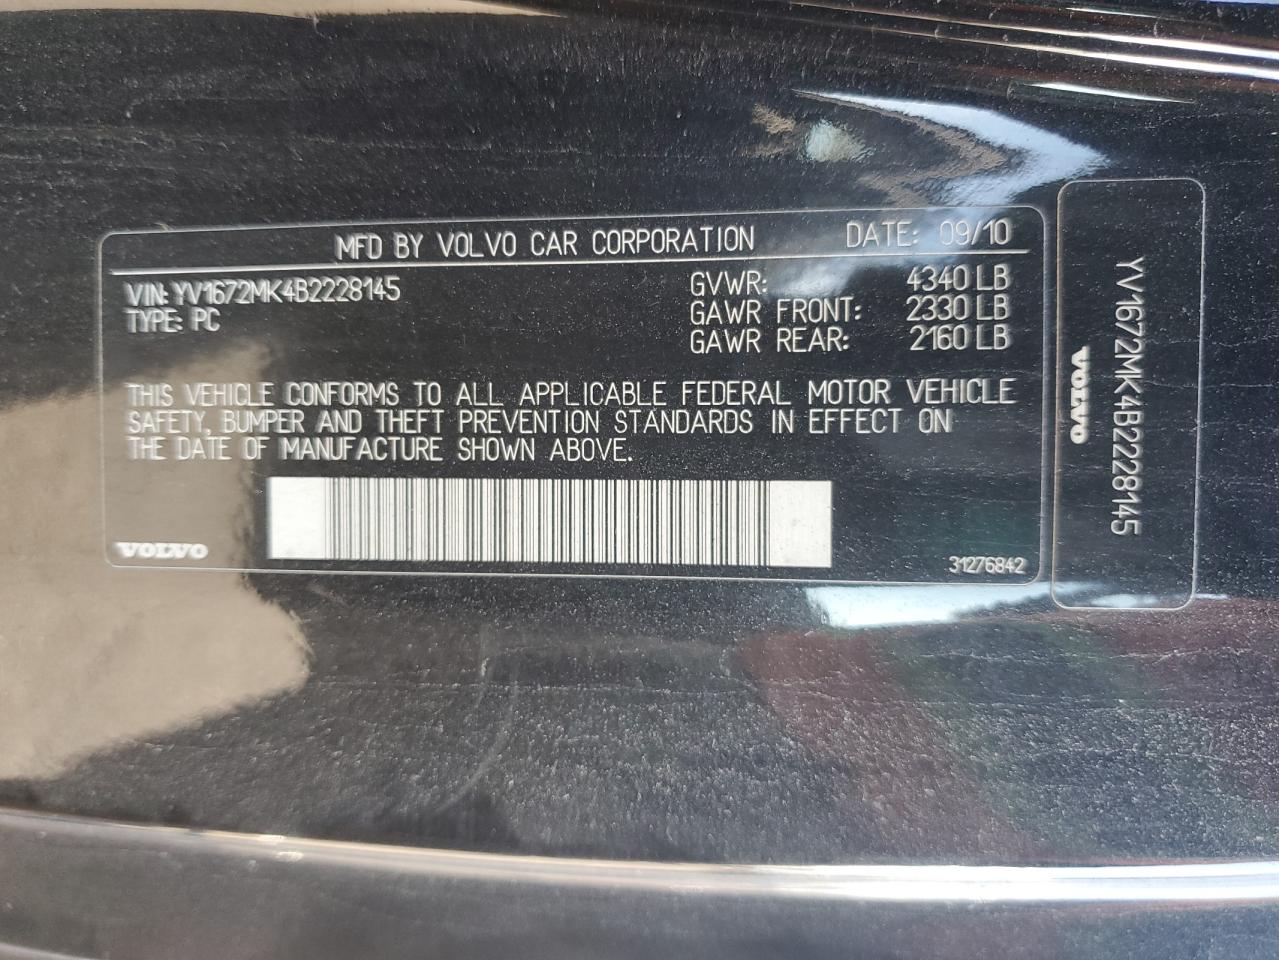 MFD BY VOLVO CAR CORPORATION DATE: 09/10
VIN: YV1672MK4B2228145 GVWR: 4340 LB
TYPE: PC GAWR FRONT: 2330 LB
GAWR REAR: 2160 LB
THIS VEHICLE CONFORMS TO ALL APPLICABLE FEDERAL MOTOR VEHICLE
SAFETY, BUMPER AND THEFT PREVENTION STANDARDS IN EFFECT ON
THE DATE OF MANUFACTURE SHOWN ABOVE.
VOLVO
31276842
YV1672MK4B2228145
VOLVO